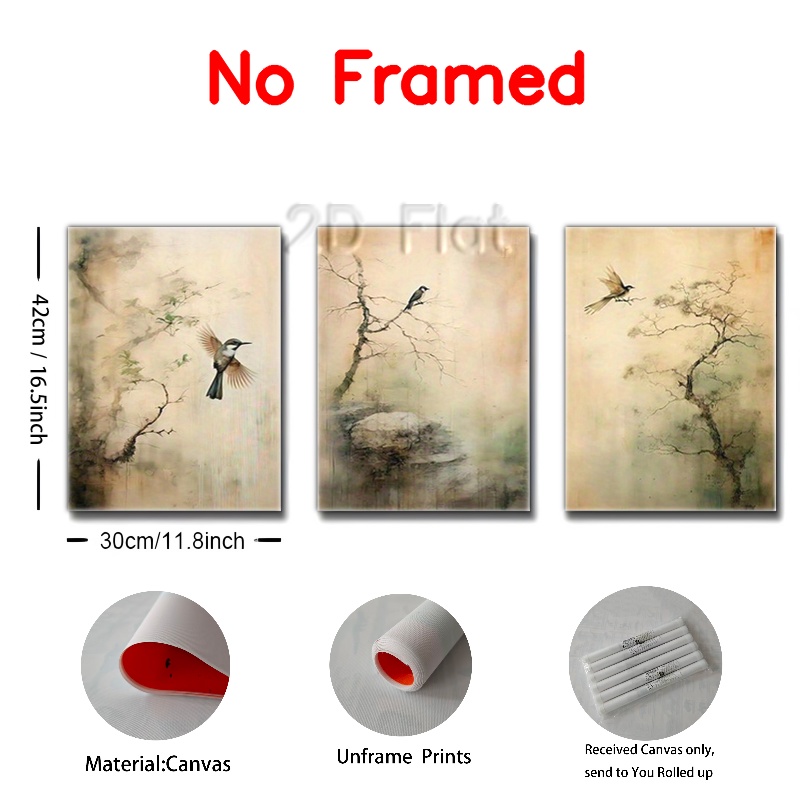 No Framed
2D Flat
42cm / 16.5inch
30cm/11.8inch
Material:Canvas
Unframe Prints
Received Canvas only,
send to You Rolled up